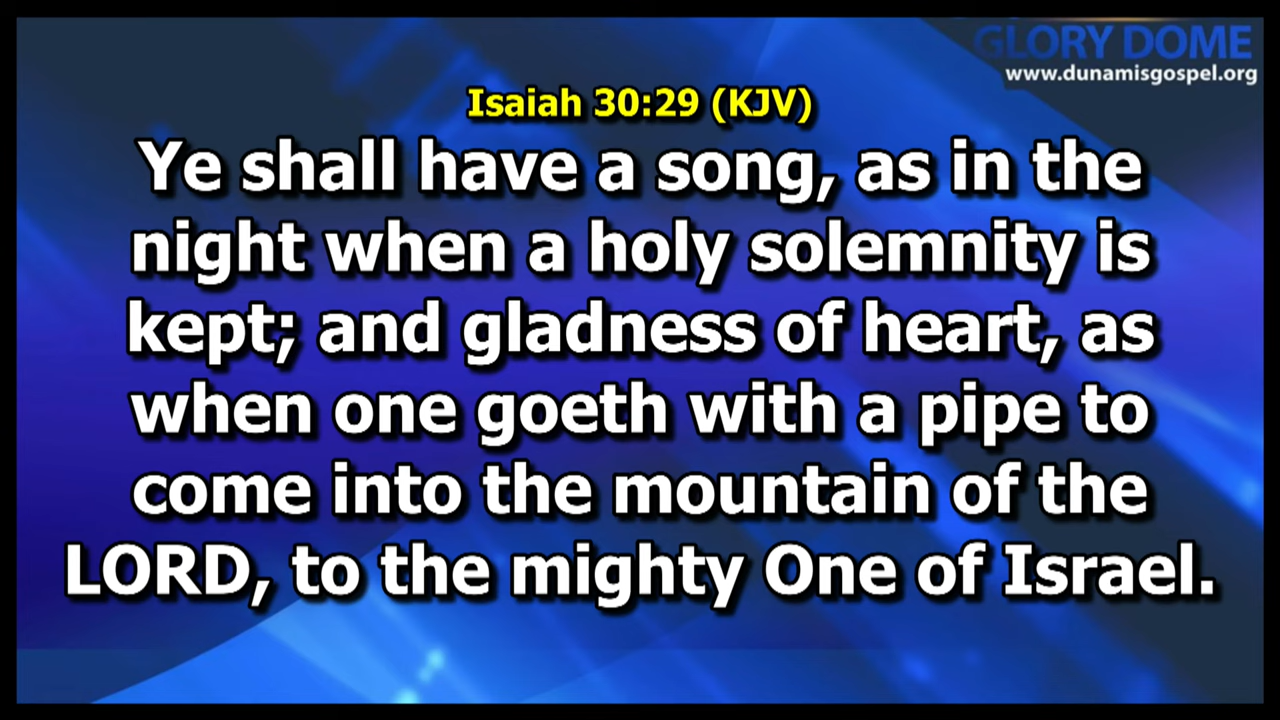 GLORY DOME
www.dunamisgospel.org
Isaiah 30:29 (KJV)
Ye shall have a song, as in the
night when a holy solemnity is
kept; and gladness of heart, as
when one goeth with a pipe to
come into the mountain of the
LORD, to the mighty One of Israel.